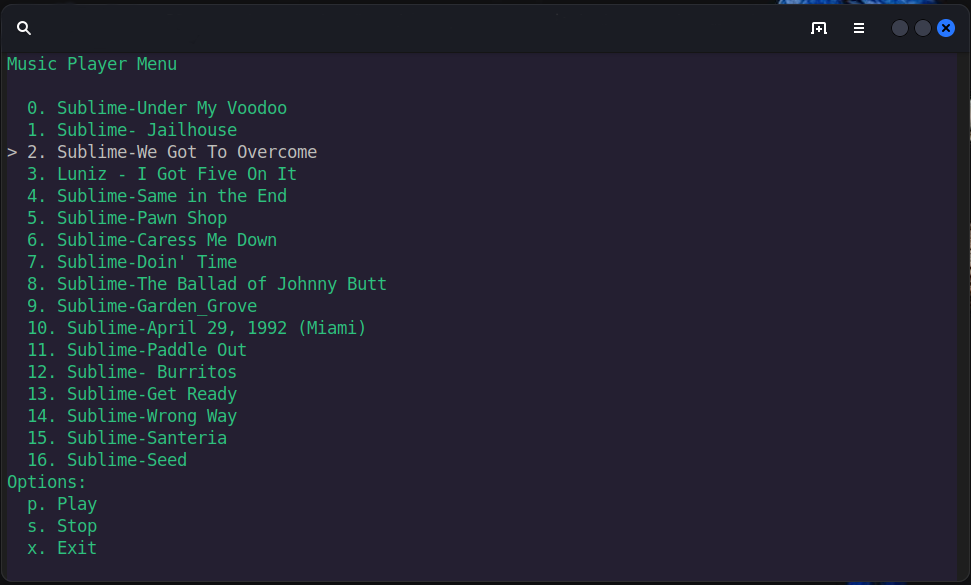 Music Player Menu
0. Sublime-Under My Voodoo
1. Sublime- Jailhouse
> 2. Sublime-We Got To Overcome
3. Luniz - I Got Five On It
4. Sublime-Same in the End
5. Sublime-Pawn Shop
6. Sublime-Caress Me Down
7. Sublime-Doin' Time
8. Sublime-The Ballad of Johnny Butt
9. Sublime-Garden_Grove
10. Sublime-April 29, 1992 (Miami)
11. Sublime-Paddle Out
12. Sublime- Burritos
13. Sublime-Get Ready
14. Sublime-Wrong Way
15. Sublime-Santeria
16. Sublime-Seed
Options:
p. Play
s. Stop
x. Exit